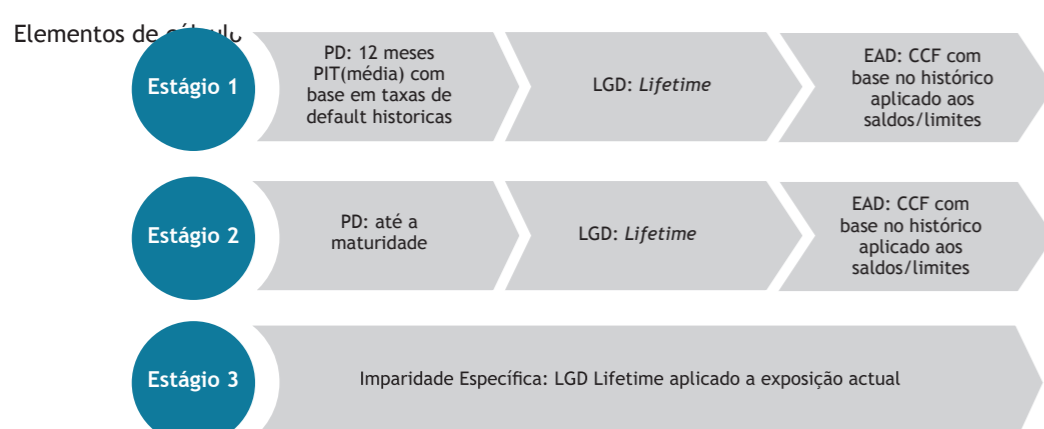 Elementos de cálculo
Estágio 1
PD: 12 meses
PIT(média) com
base em taxas de
default historicas
LGD: Lifetime
EAD: CCF com
base no histórico
aplicado aos
saldos/limites
Estágio 2
PD: até a
maturidade
LGD: Lifetime
EAD: CCF com
base no histórico
aplicado aos
saldos/limites
Estágio 3
Imparidade Específica: LGD Lifetime aplicado a exposição actual